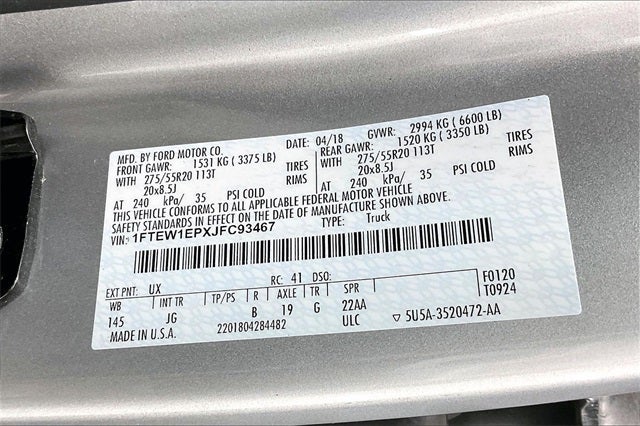 MFD. BY FORD MOTOR CO. DATE: 04/18 GVWR: 2994 KG ( 6600 LB)
FRONT GAWR: 1531 KG ( 3375 LB) REAR GAWR: 1520 KG ( 3350 LB)
WITH 275/55R20 113T TIRES WITH 275/55R20 113T TIRES
20x8.5J RIMS 20x8.5J RIMS
AT 240 kPa/ 35 PSI COLD AT 240 kPa/ 35 PSI COLD
THIS VEHICLE CONFORMS TO ALL APPLICABLE FEDERAL MOTOR VEHICLE
SAFETY STANDARDS IN EFFECT ON THE DATE OF MANUFACTURE SHOWN ABOVE.
VIN: 1FTEW1EPXJFC93467 TYPE: Truck
F0120
T0924
EXT PNT: UX RC: 41 DSO:
WB INT TR TP/PS R AXLE TR SPR
145 JG B 19 G 22AA
MADE IN U.S.A. 2201804284482 ULC ▽ 5U5A-3520472-AA